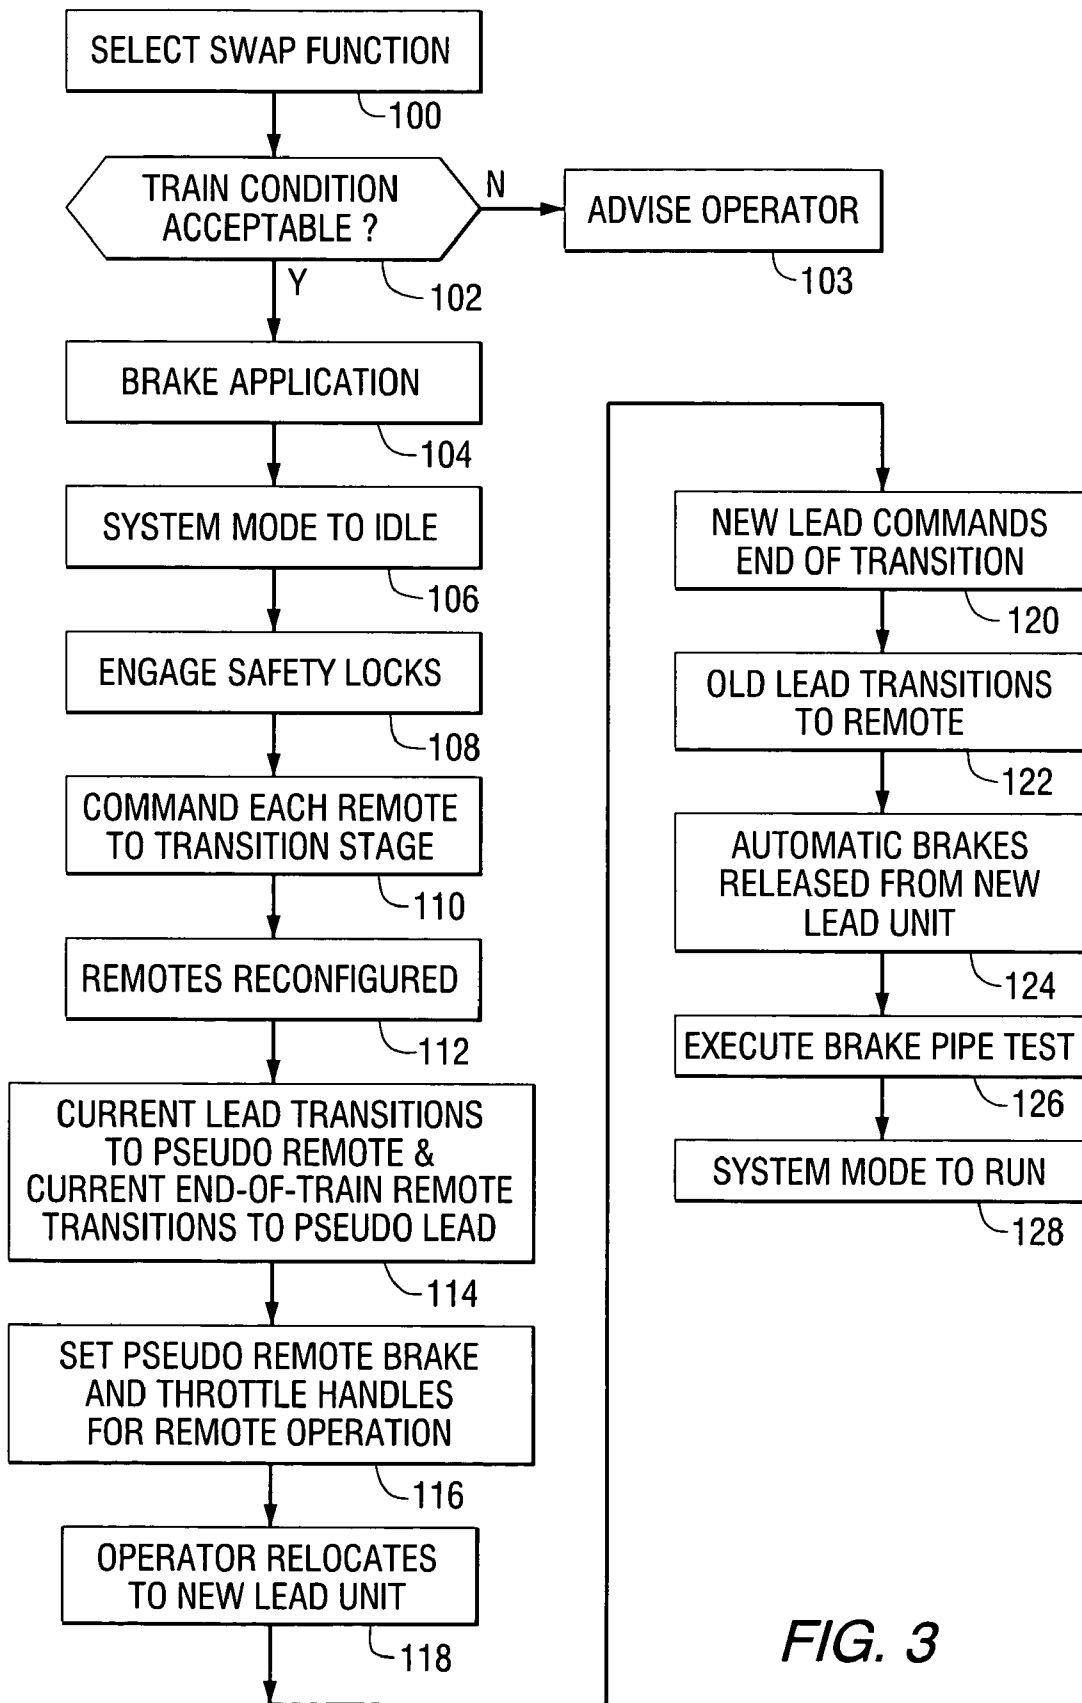 SELECT SWAP FUNCTION
100
TRAIN CONDITION
ACCEPTABLE ?
N
102
Y
ADVISE OPERATOR
103
BRAKE APPLICATION
104
SYSTEM MODE TO IDLE
106
ENGAGE SAFETY LOCKS
108
COMMAND EACH REMOTE
TO TRANSITION STAGE
110
REMOTES RECONFIGURED
112
CURRENT LEAD TRANSITIONS
TO PSEUDO REMOTE &
CURRENT END-OF-TRAIN REMOTE
TRANSITIONS TO PSEUDO LEAD
114
SET PSEUDO REMOTE BRAKE
AND THROTTLE HANDLES
FOR REMOTE OPERATION
116
OPERATOR RELOCATES
TO NEW LEAD UNIT
118
NEW LEAD COMMANDS
END OF TRANSITION
120
OLD LEAD TRANSITIONS
TO REMOTE
122
AUTOMATIC BRAKES
RELEASED FROM NEW
LEAD UNIT
124
EXECUTE BRAKE PIPE TEST
126
SYSTEM MODE TO RUN
128
FIG. 3